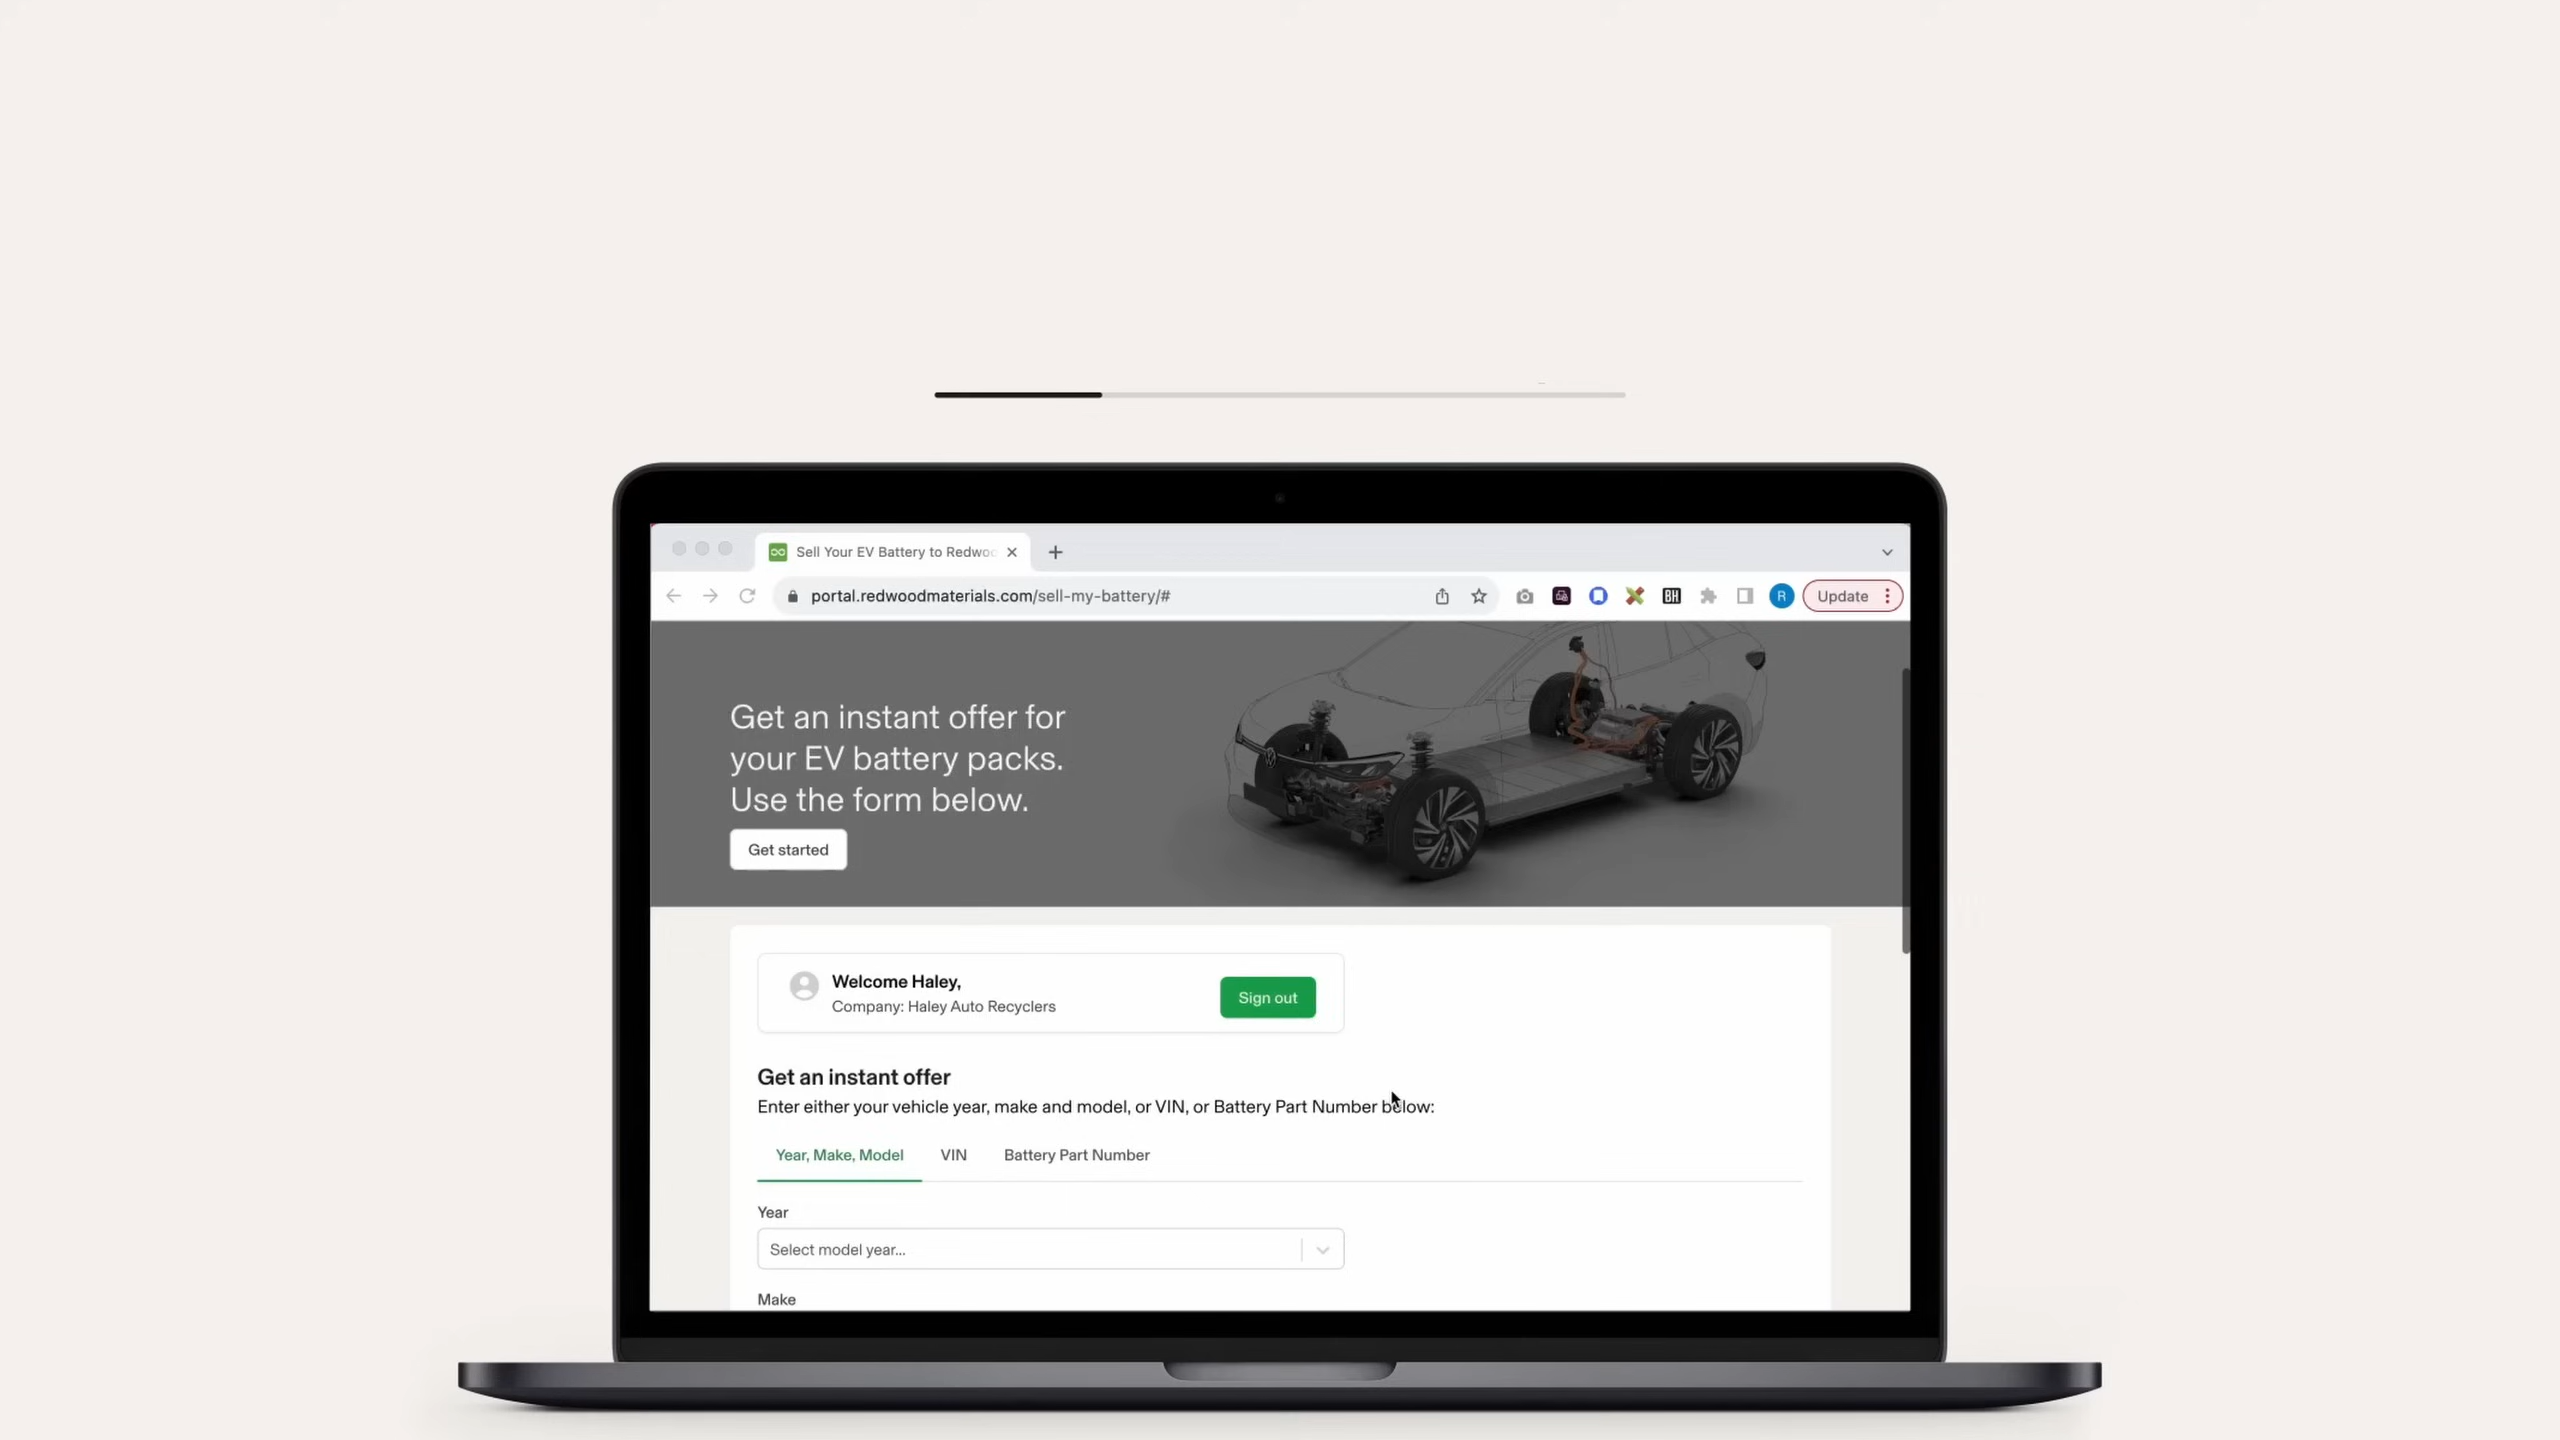 Sell Your EV Battery to Redwoo
portal.redwoodmaterials.com/sell-my-battery/#
BH
R
Update
Get an instant offer for
your EV battery packs.
Use the form below.
Get started
Welcome Haley,
Company: Haley Auto Recyclers
Sign out
Get an instant offer
Enter either your vehicle year, make and model, or VIN, or Battery Part Number below:
Year, Make, Model VIN Battery Part Number
Year
Select model year...
Make